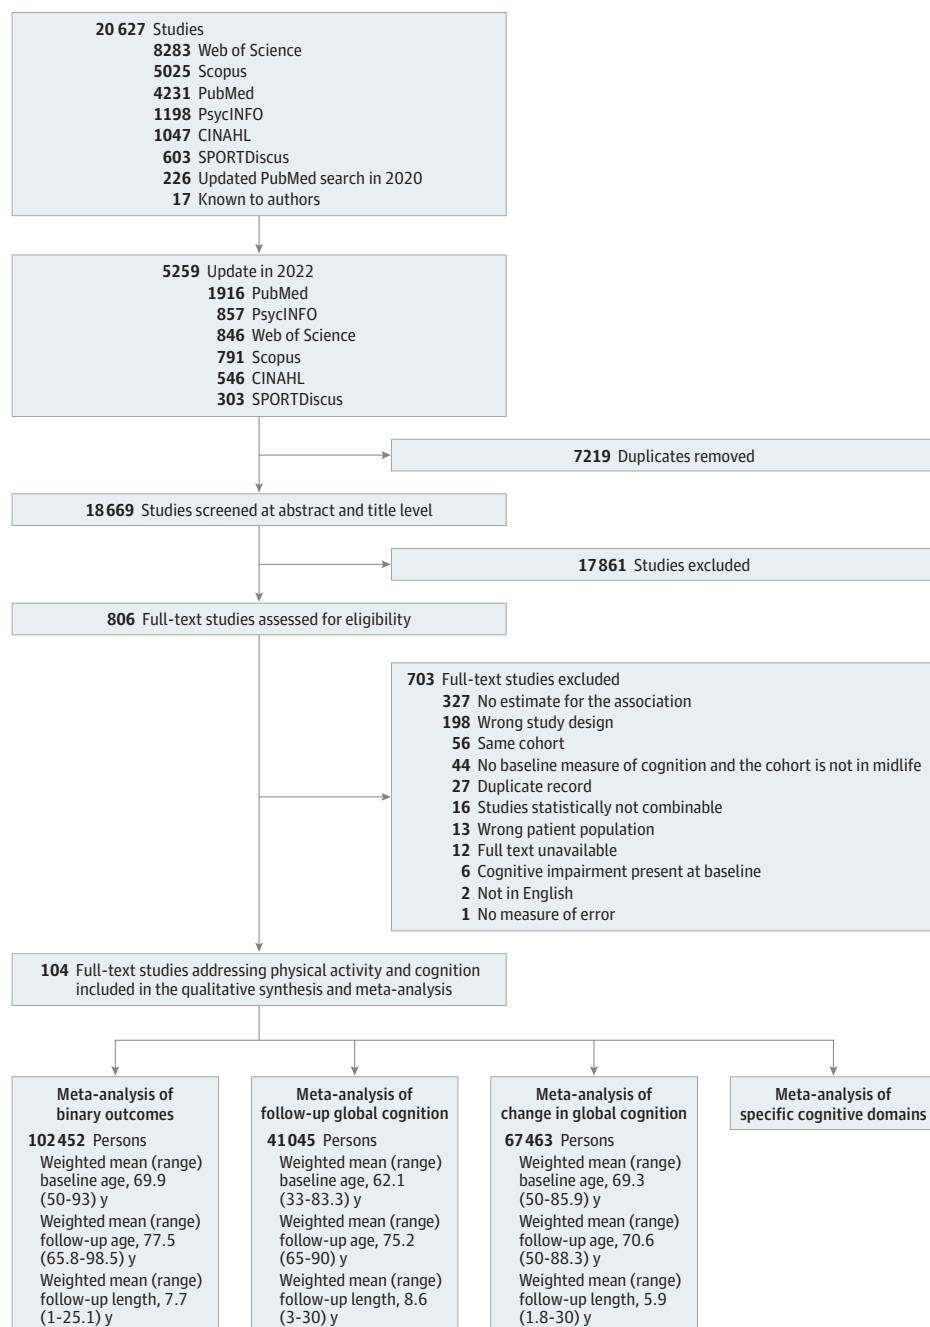 20 627 Studies
8283 Web of Science
5025 Scopus
4231 PubMed
1198 PsycINFO
1047 CINAHL
603 SPORTDiscus
226 Updated PubMed search in 2020
17 Known to authors
5259 Update in 2022
1916 PubMed
857 PsycINFO
846 Web of Science
791 Scopus
546 CINAHL
303 SPORTDiscus
7219 Duplicates removed
18 669 Studies screened at abstract and title level
17 861 Studies excluded
806 Full-text studies assessed for eligibility
703 Full-text studies excluded
327 No estimate for the association
198 Wrong study design
56 Same cohort
44 No baseline measure of cognition and the cohort is not in midlife
27 Duplicate record
16 Studies statistically not combinable
13 Wrong patient population
12 Full text unavailable
6 Cognitive impairment present at baseline
2 Not in English
1 No measure of error
104 Full-text studies addressing physical activity and cognition
included in the qualitative synthesis and meta-analysis
Meta-analysis of
binary outcomes
102 452 Persons
Weighted mean (range)
baseline age, 69.9
(50-93) y
Weighted mean (range)
follow-up age, 77.5
(65.8-98.5) y
Weighted mean (range)
follow-up length, 7.7
(1-25.1) y
Meta-analysis of
follow-up global cognition
41 045 Persons
Weighted mean (range)
baseline age, 62.1
(33-83.3) y
Weighted mean (range)
follow-up age, 75.2
(65-90) y
Weighted mean (range)
follow-up length, 8.6
(3-30) y
Meta-analysis of
change in global cognition
67 463 Persons
Weighted mean (range)
baseline age, 69.3
(50-85.9) y
Weighted mean (range)
follow-up age, 70.6
(50-88.3) y
Weighted mean (range)
follow-up length, 5.9
(1.8-30) y
Meta-analysis of
specific cognitive domains